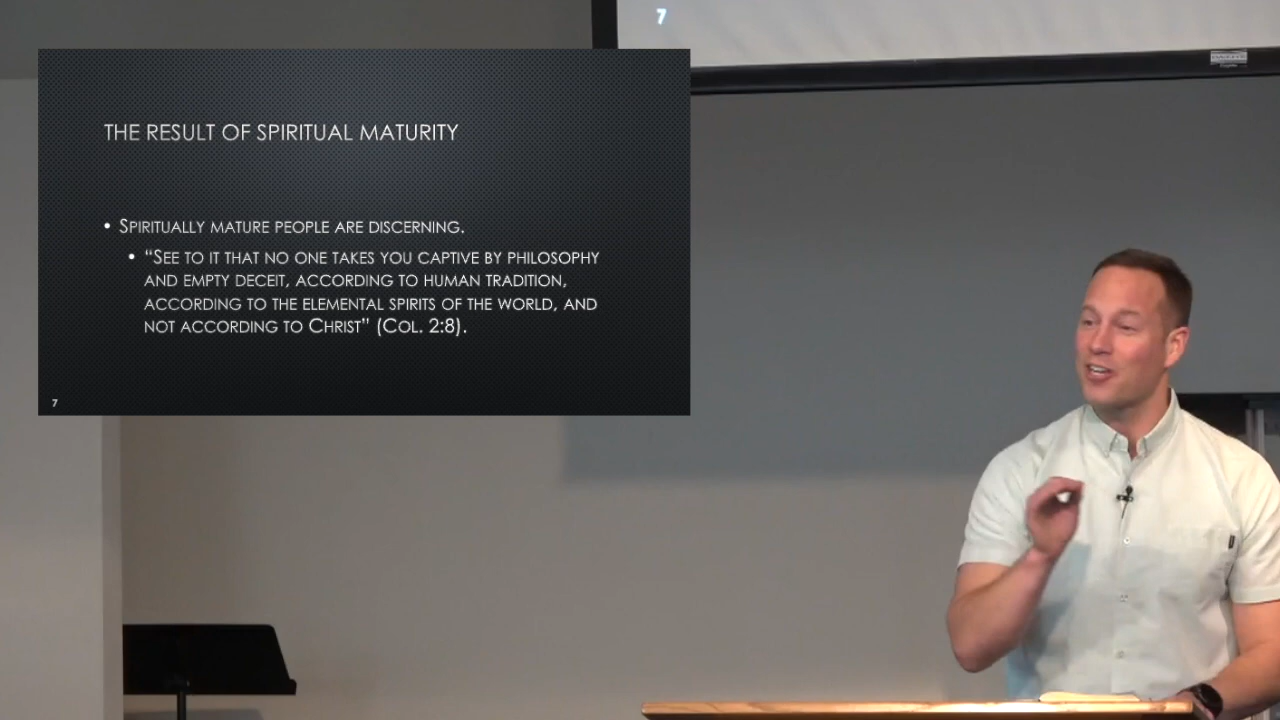 7
THE RESULT OF SPIRITUAL MATURITY
• SPIRITUALLY MATURE PEOPLE ARE DISCERNING.
• “SEE TO IT THAT NO ONE TAKES YOU CAPTIVE BY PHILOSOPHY
AND EMPTY DECEIT, ACCORDING TO HUMAN TRADITION,
ACCORDING TO THE ELEMENTAL SPIRITS OF THE WORLD, AND
NOT ACCORDING TO CHRIST” (COL. 2:8).
7